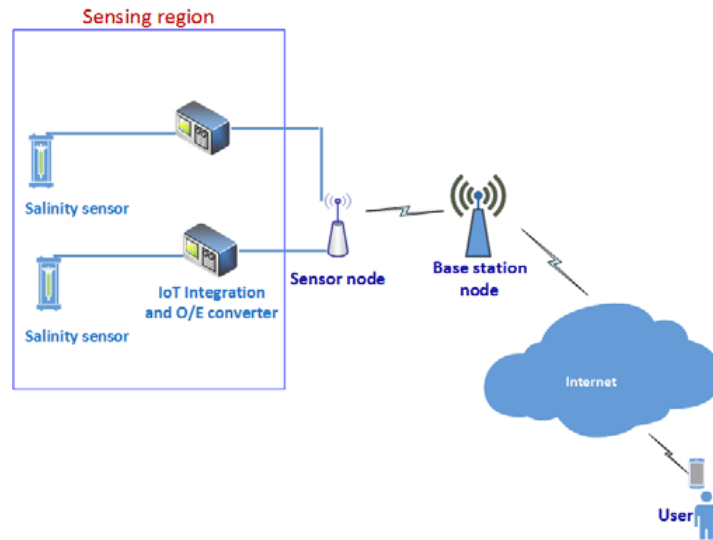 Sensing region
Salinity sensor
Salinity sensor
IoT Integration
and O/E converter
Sensor node
Base station
node
Internet
User